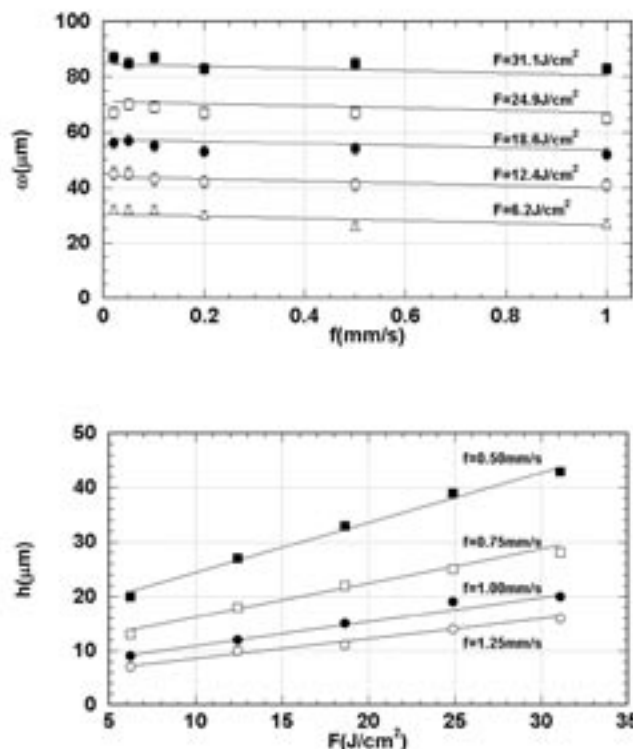 100
80
60
40
20
0
ω(μm)
F=31.1J/cm²
F=24.9J/cm²
F=18.6J/cm²
F=12.4J/cm²
F=6.2J/cm²
0 0.2 0.4 0.6 0.8 1
f(mm/s)
50
40
30
20
10
0
h(μm)
f=0.50mm/s
f=0.75mm/s
f=1.00mm/s
f=1.25mm/s
5 10 15 20 25 30 35
F(J/cm²)